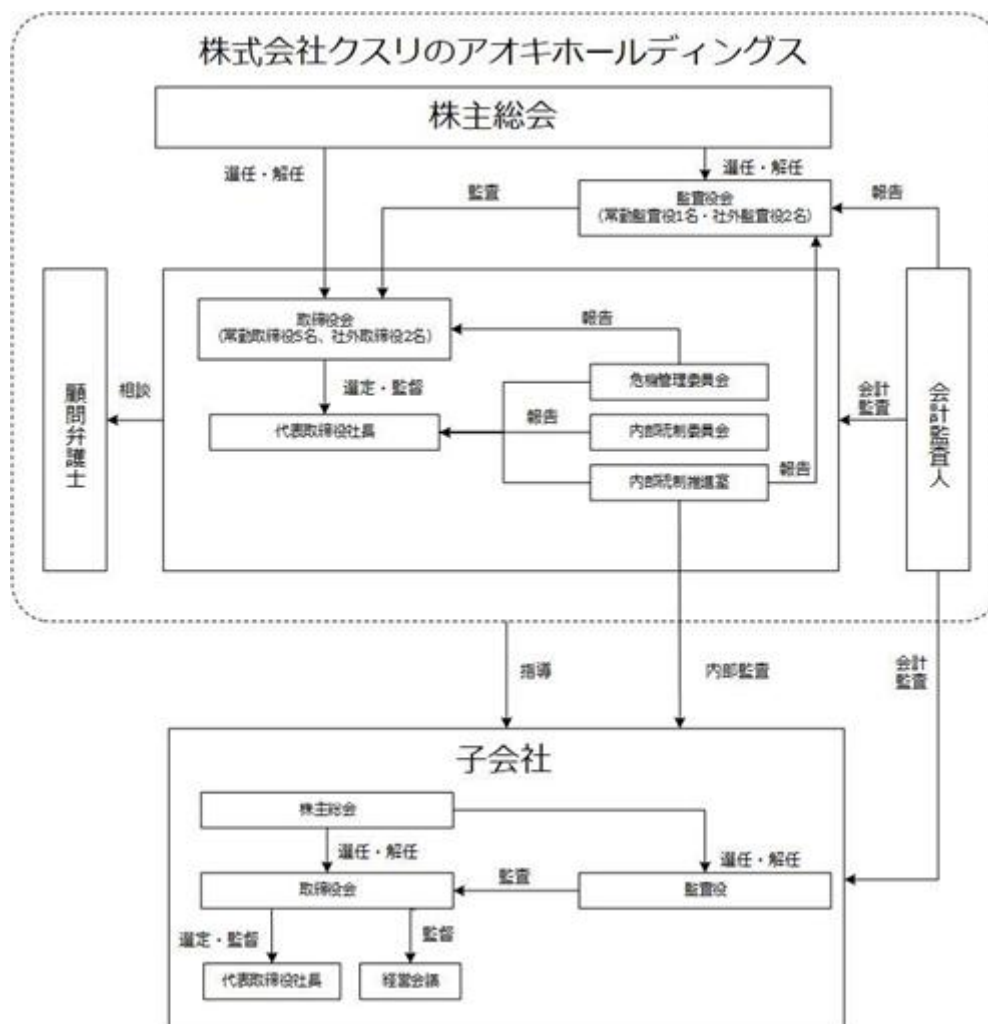 株式会社クスリのアオキホールディングス
株主総会
選任・解任
選任・解任
監査
監査役会
(常勤監査役1名・社外監査役2名)
報告
取締役会
(常勤取締役5名、社外取締役2名)
報告
選定・監督
危機管理委員会
顧問弁護士
相談
会計
監査
会計監査人
代表取締役社長
報告
内部統制委員会
内部統制推進室
報告
指導
内部監査
会計
監査
子会社
株主総会
選任・解任
選任・解任
取締役会
監査
監査役
選定・監督
監督
代表取締役社長
経営会議